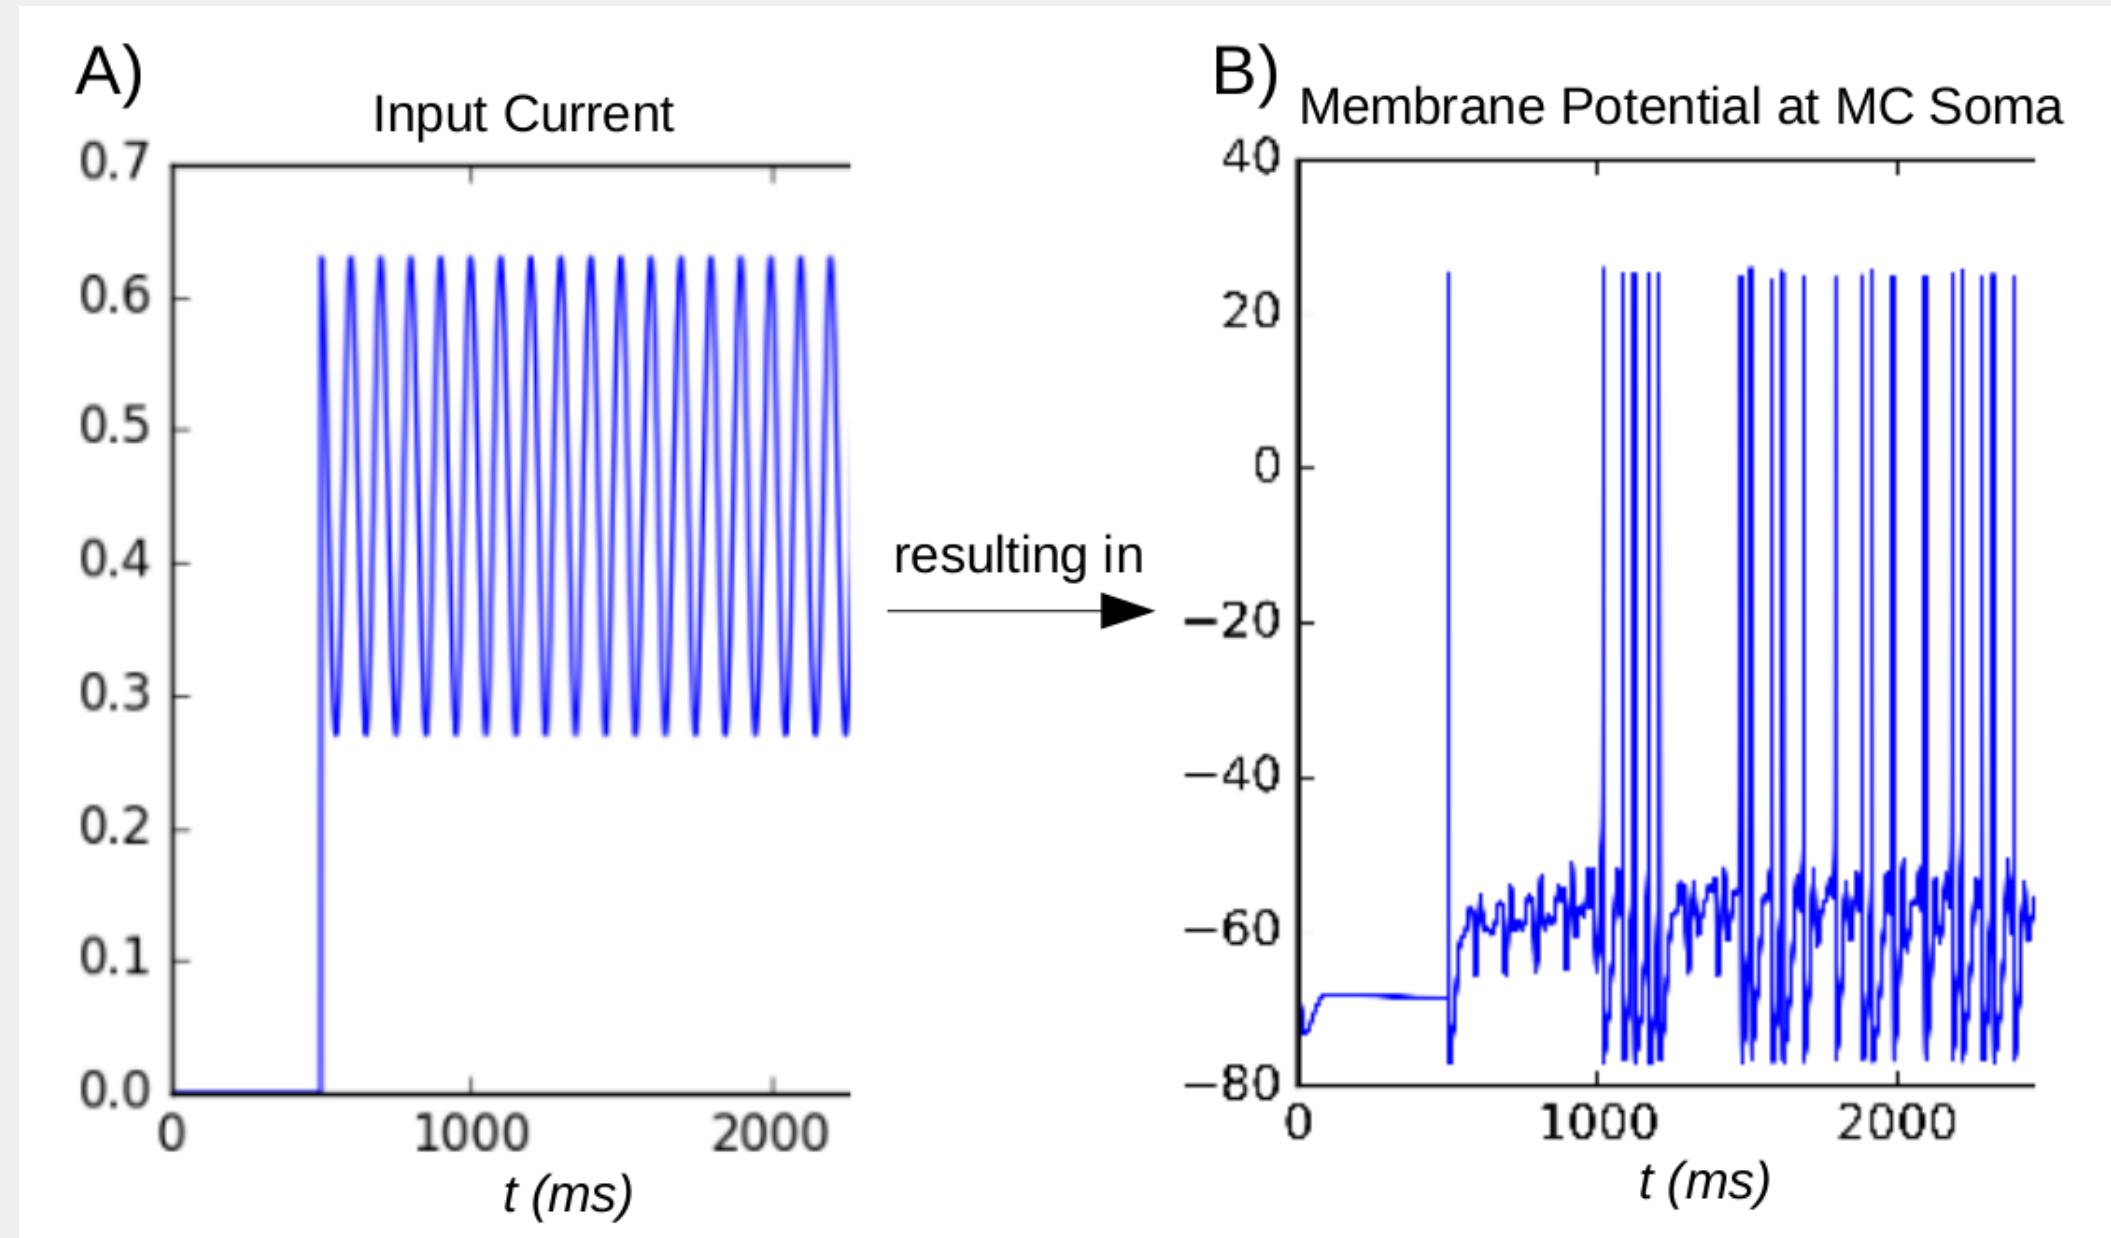 A)
Input Current
0.7
0.6
0.5
0.4
0.3
0.2
0.1
0.0
0 1000 2000
t (ms)
resulting in
B)
Membrane Potential at MC Soma
40
20
0
−20
−40
−60
−80
0 1000 2000
t (ms)